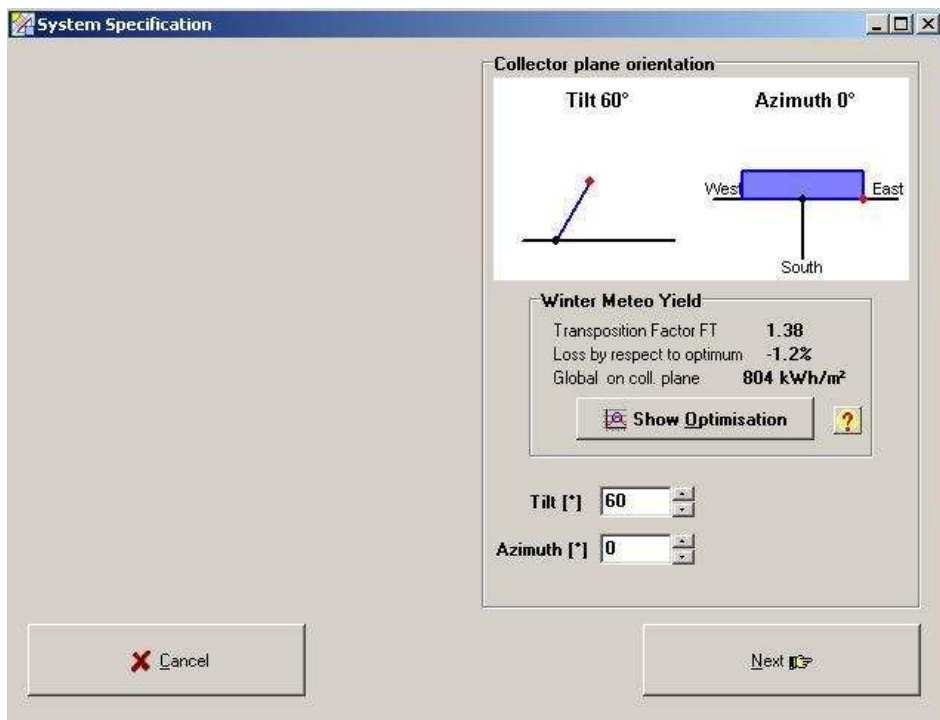 System Specification
Collector plane orientation
Tilt 60°
Azimuth 0°
West
East
South
Winter Meteo Yield
Transposition Factor FT 1.38
Loss by respect to optimum -1.2%
Global on coll. plane 804 kWh/m²
Show Optimisation ?
Tilt [°] 60
Azimuth [°] 0
Cancel
Next